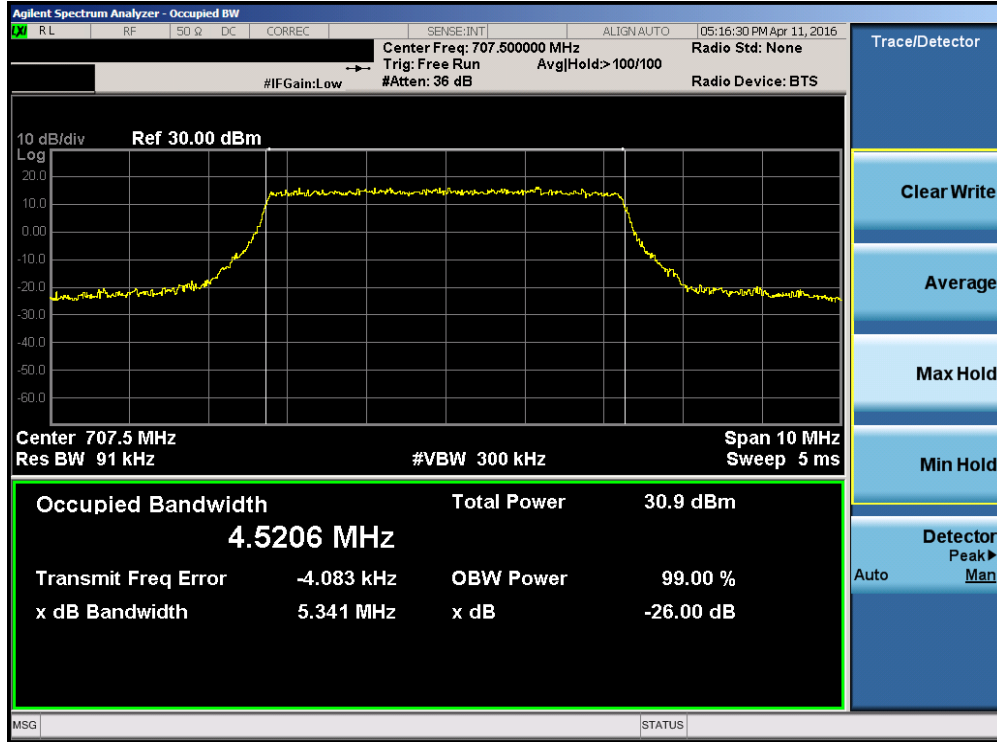 Agilent Spectrum Analyzer - Occupied BW
LXI RL RF 50 Ω DC CORREC SENSE:INT ALIGN AUTO 05:16:30 PM Apr 11, 2016
Center Freq: 707.500000 MHz Radio Std: None
Trig: Free Run Avg|Hold:>100/100
#IFGain:Low #Atten: 36 dB Radio Device: BTS
Trace/Detector
10 dB/div Ref 30.00 dBm
Log
20.0
10.0
0.00
-10.0
-20.0
-30.0
-40.0
-50.0
-60.0
Center 707.5 MHz Span 10 MHz
Res BW 91 kHz #VBW 300 kHz Sweep 5 ms
Occupied Bandwidth Total Power 30.9 dBm
4.5206 MHz
Transmit Freq Error -4.083 kHz OBW Power 99.00 %
x dB Bandwidth 5.341 MHz x dB -26.00 dB
Clear Write
Average
Max Hold
Min Hold
Detector
Peak▶
Auto Man
MSG STATUS